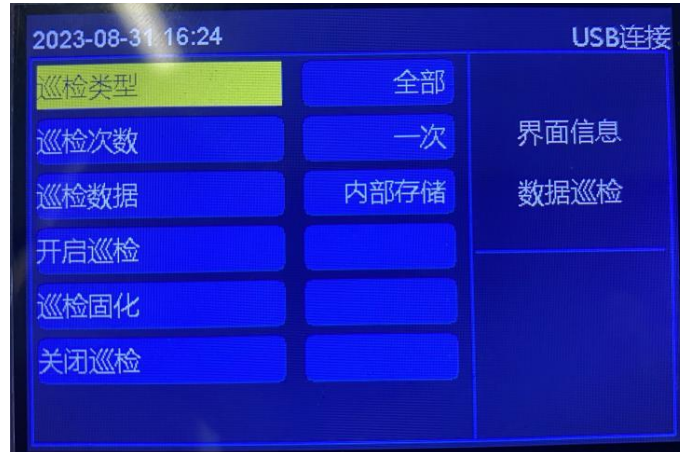 2023-08-31 16:24 USB连接
巡检类型 全部
巡检次数 一次
巡检数据 内部存储
开启巡检
巡检固化
关闭巡检
界面信息
数据巡检